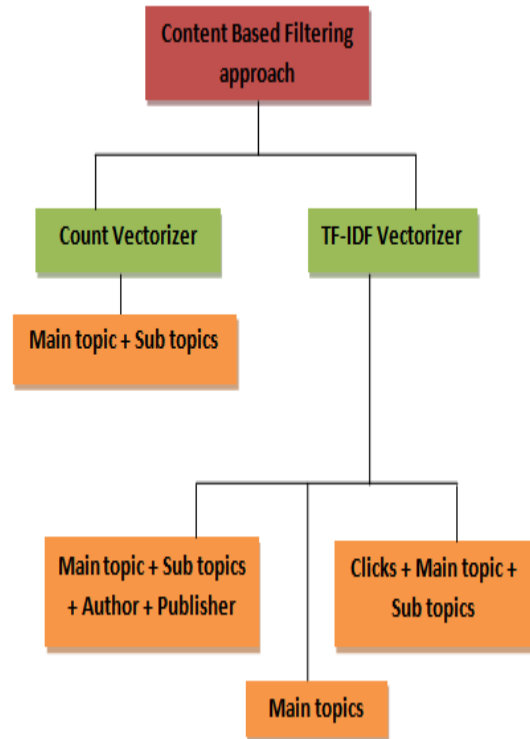 Content Based Filtering
approach
Count Vectorizer
TF-IDF Vectorizer
Main topic + Sub topics
Main topic + Sub topics
+ Author + Publisher
Clicks + Main topic +
Sub topics
Main topics